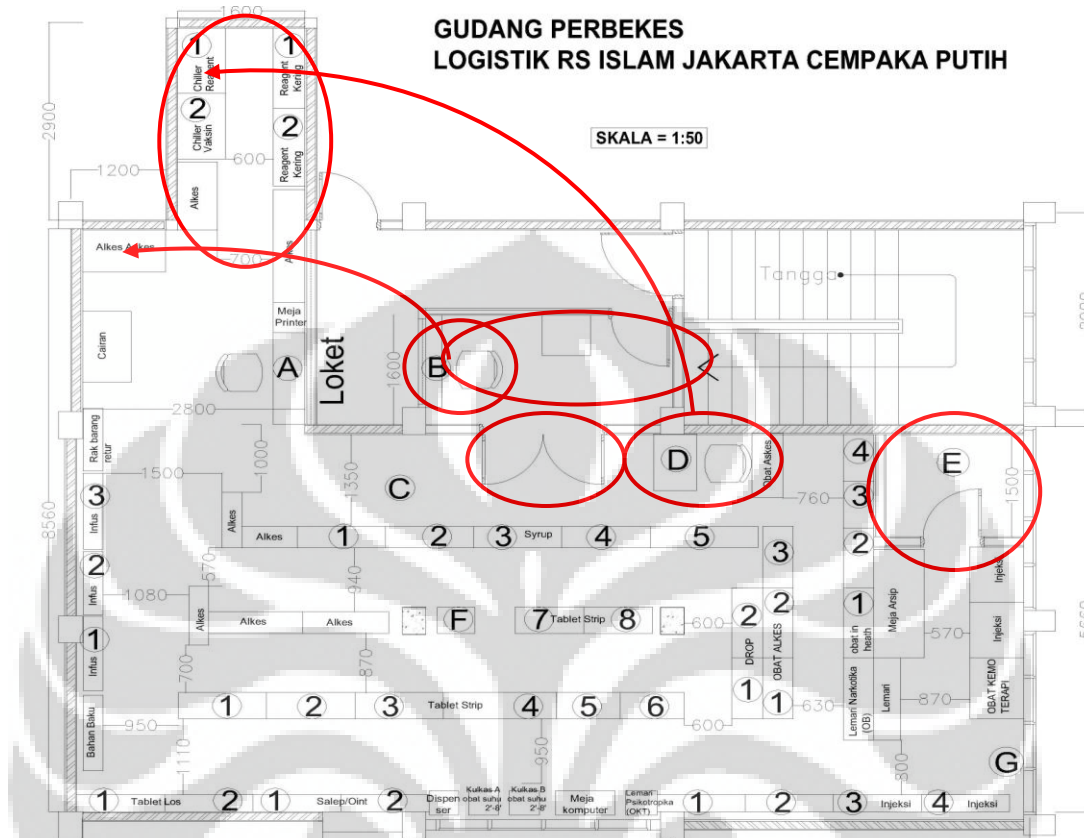 GUDANG PERBEKES
LOGISTIK RS ISLAM JAKARTA CEMPAKA PUTIH
SKALA = 1:50
1600
2900
1200
1
Chiller
Reagent
2
Chiller
Vaksin
1
Reagent
Kering
2
Reagent
Kering
600
Alkes
Alkes
700
Alkes Askes
Cairan
Meja
Printer
A
Loket
B
1600
Tangga
2800
Rak barang
retur
1500
1000
1350
C
D
Obat Askes
760
4
3
2
1
obat in
heath
E
1500
8560
3
Infus
2
Infus
1
Infus
Alkes
Alkes
1
2
3
Syrup
4
5
570
1080
940
Alkes
Alkes
Alkes
F
7
Tablet Strip
8
600
3
2
1
OBAT ALKES
2
DROP
1
Meja Arsip
570
Injeksi
Injeksi
700
870
1
2
3
Tablet Strip
4
5
6
600
630
Lemari Narkotika
(OB)
Lemari
870
OBAT KEMO
TERAPI
Bahan Baku
950
1110
950
800
G
1
Tablet Los
2
1
Salep/Oint
2
Dispen
ser
Kulkas A
obat suhu
2°-8°
Kulkas B
obat suhu
2°-8°
Meja
komputer
Lemari
Psikotropika
(OKT)
1
2
3
Injeksi
4
Injeksi